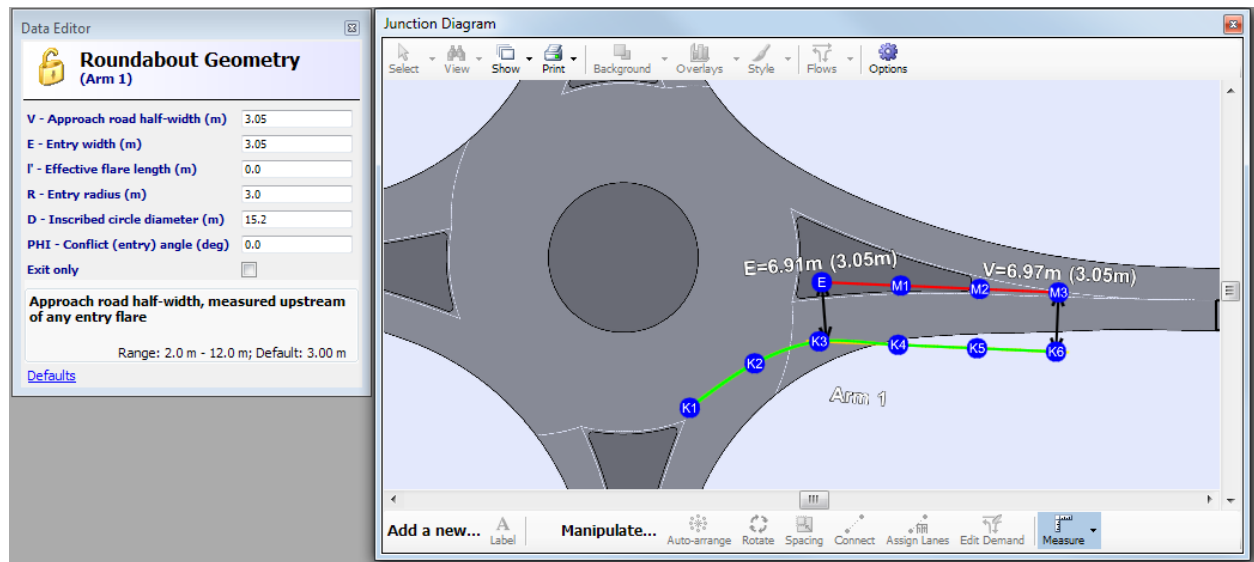 Data Editor
Roundabout Geometry
(Arm 1)
V - Approach road half-width (m) 3.05
E - Entry width (m) 3.05
l' - Effective flare length (m) 0.0
R - Entry radius (m) 3.0
D - Inscribed circle diameter (m) 15.2
PHI - Conflict (entry) angle (deg) 0.0
Exit only
Approach road half-width, measured upstream
of any entry flare
Range: 2.0 m - 12.0 m; Default: 3.00 m
Defaults
Junction Diagram
Select View Show Print Background Overlays Style Flows Options
E=6.91m (3.05m) V=6.97m (3.05m)
E M1 M2 M3
K3 K4 K5 K6
K2
K1
Arm 1
Add a new... Label Manipulate... Auto-arrange Rotate Spacing Connect Assign Lanes Edit Demand Measure